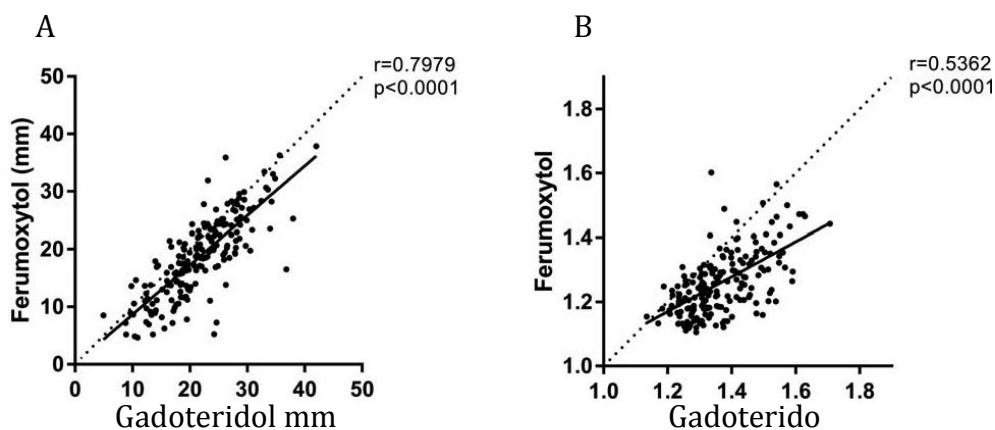 A
r=0.7979
p<0.0001
50
40
30
20
10
0
Ferumoxytol (mm)
0 10 20 30 40 50
Gadoteridol mm
B
r=0.5362
p<0.0001
1.8
1.6
1.4
1.2
1.0
Ferumoxytol
1.0 1.2 1.4 1.6 1.8
Gadoterido